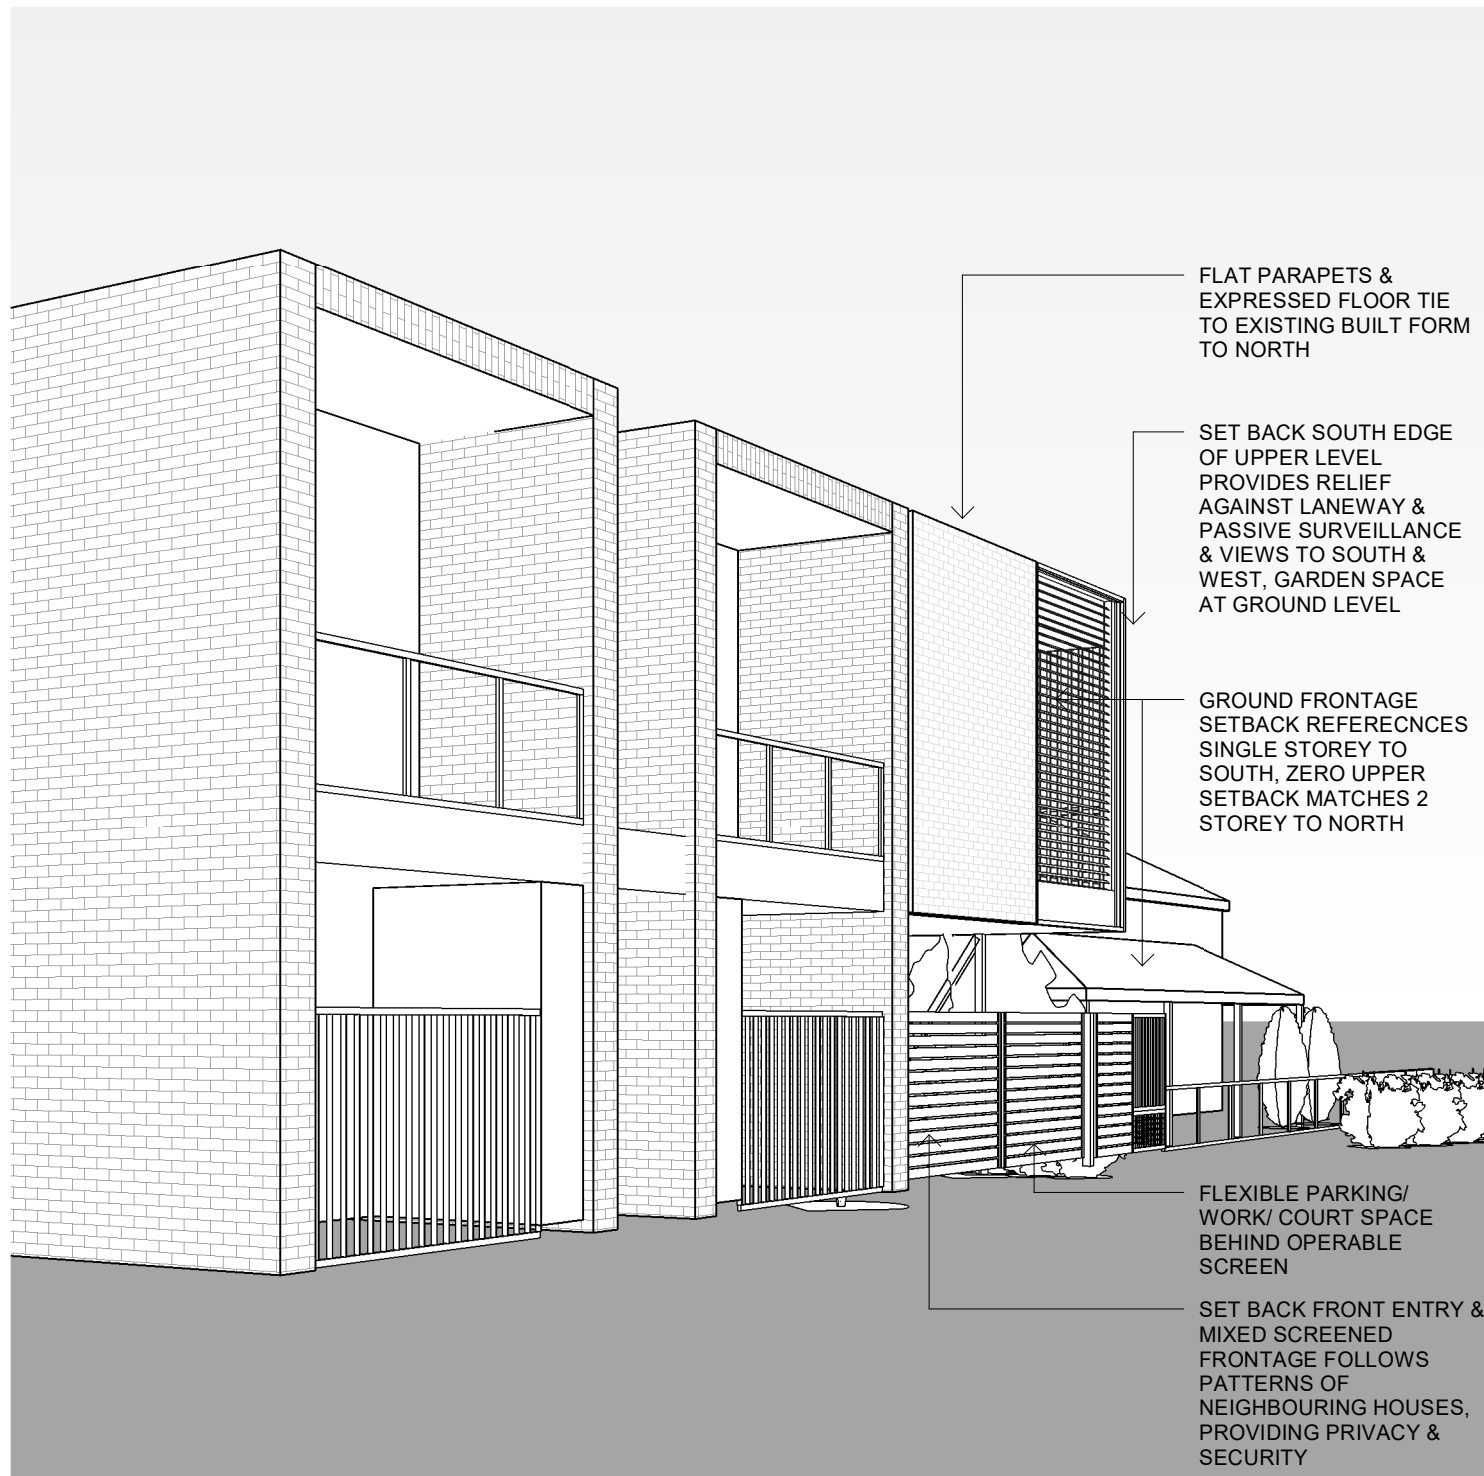 FLAT PARAPETS &
EXPRESSED FLOOR TIE
TO EXISTING BUILT FORM
TO NORTH
SET BACK SOUTH EDGE
OF UPPER LEVEL
PROVIDES RELIEF
AGAINST LANEWAY &
PASSIVE SURVEILLANCE
& VIEWS TO SOUTH &
WEST, GARDEN SPACE
AT GROUND LEVEL
GROUND FRONTAGE
SETBACK REFERECNCES
SINGLE STOREY TO
SOUTH, ZERO UPPER
SETBACK MATCHES 2
STOREY TO NORTH
FLEXIBLE PARKING/
WORK/ COURT SPACE
BEHIND OPERABLE
SCREEN
SET BACK FRONT ENTRY &
MIXED SCREENED
FRONTAGE FOLLOWS
PATTERNS OF
NEIGHBOURING HOUSES,
PROVIDING PRIVACY &
SECURITY